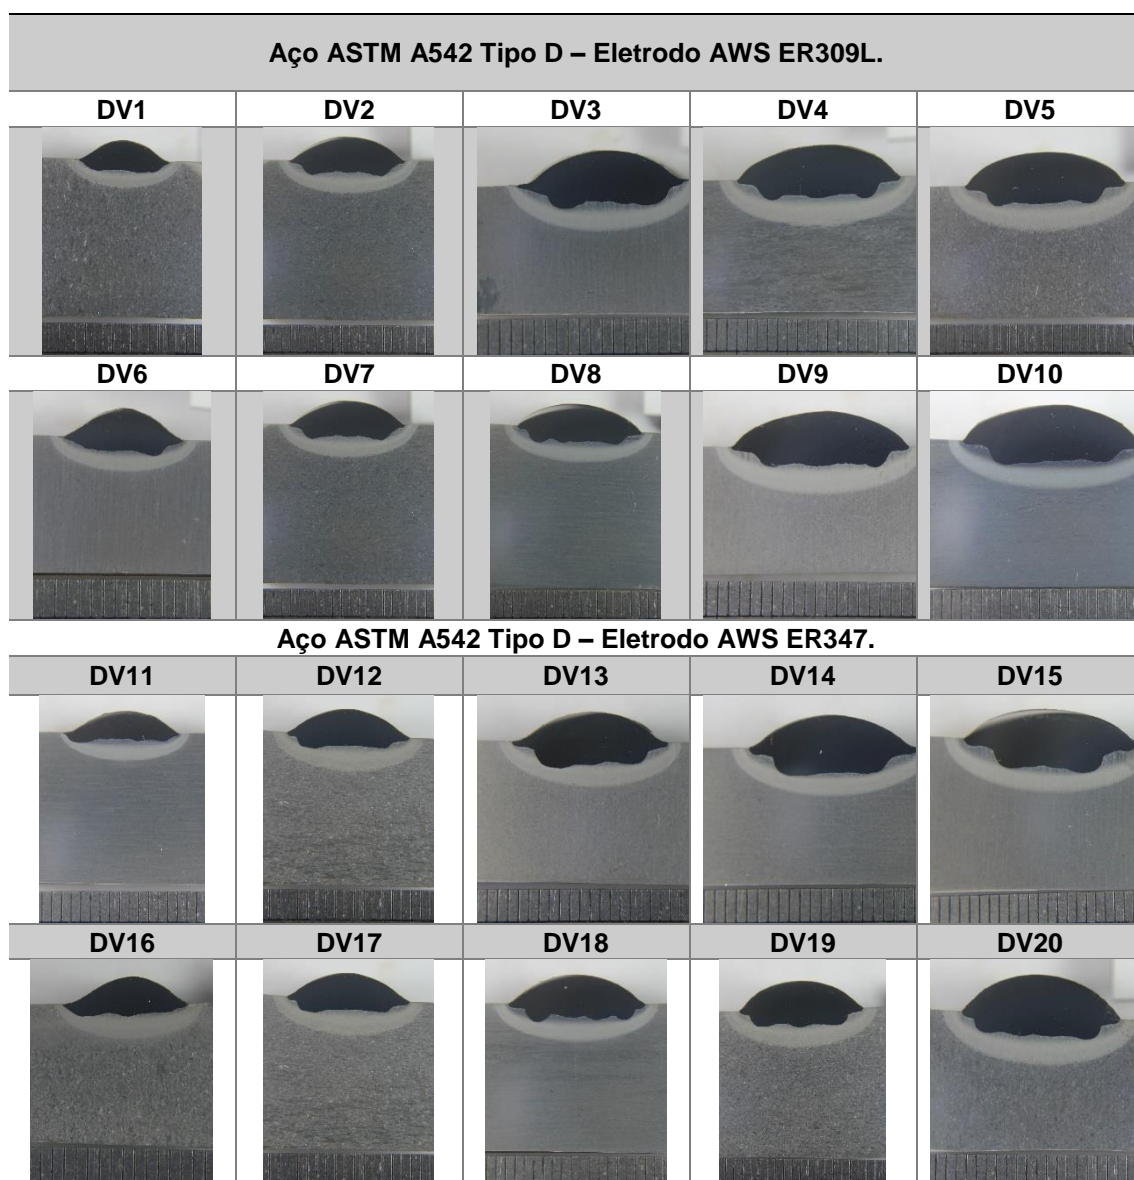 Aço ASTM A542 Tipo D – Eletrodo AWS ER309L.
DV1 DV2 DV3 DV4 DV5
DV6 DV7 DV8 DV9 DV10
Aço ASTM A542 Tipo D – Eletrodo AWS ER347.
DV11 DV12 DV13 DV14 DV15
DV16 DV17 DV18 DV19 DV20